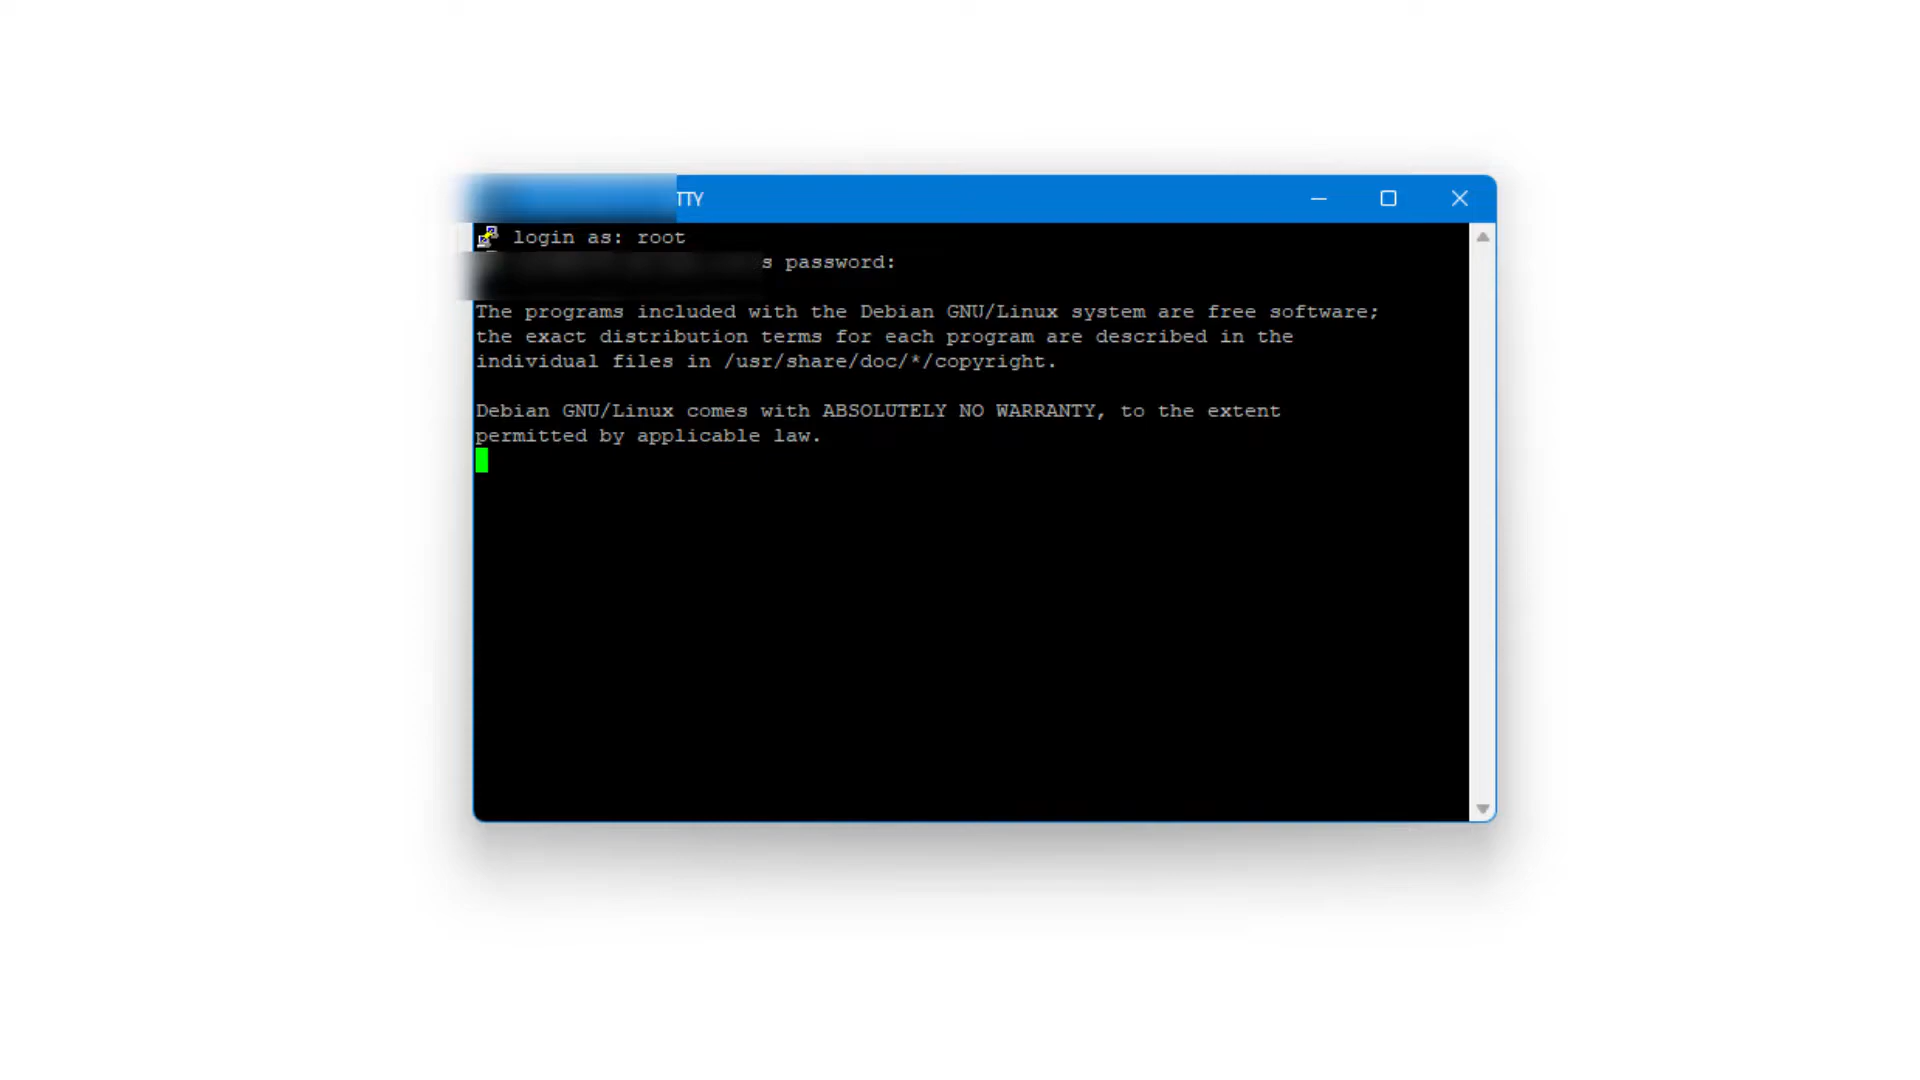 TTY
login as: root
s password:
The programs included with the Debian GNU/Linux system are free software;
the exact distribution terms for each program are described in the
individual files in /usr/share/doc/*/copyright.
Debian GNU/Linux comes with ABSOLUTELY NO WARRANTY, to the extent
permitted by applicable law.